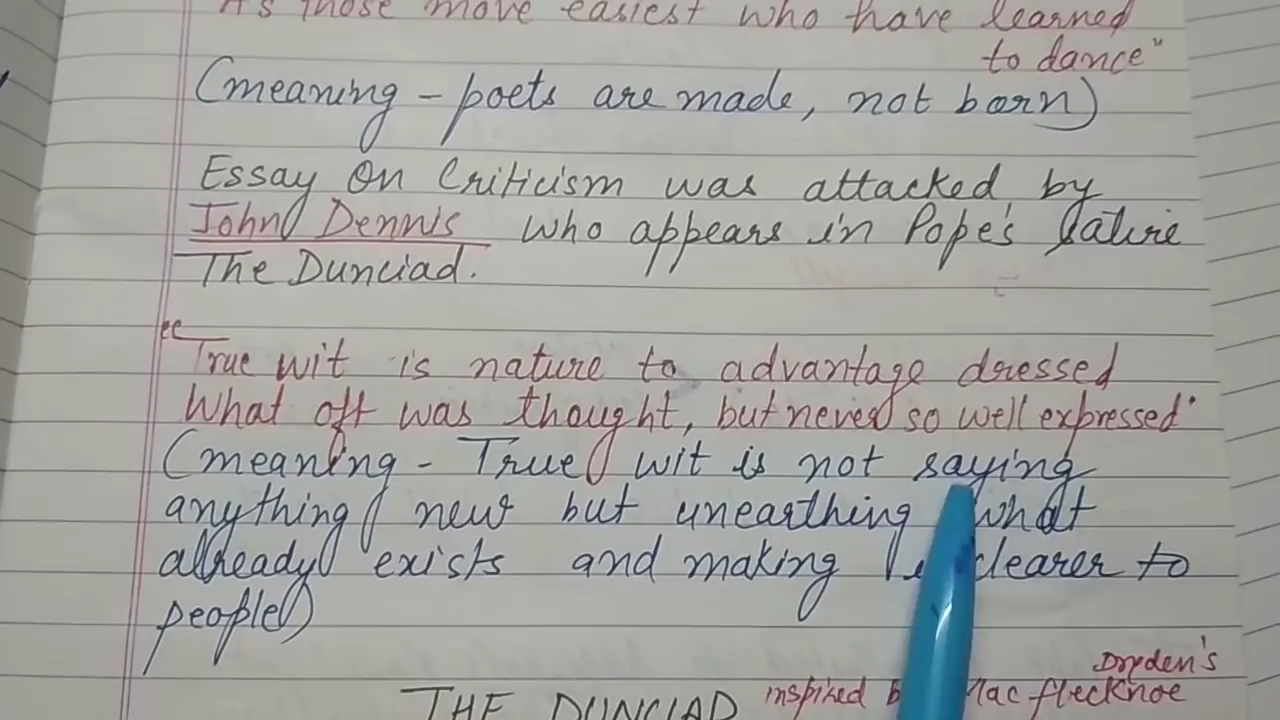 As those move easiest who have learned
to dance"
(meaning - poets are made, not born)
Essay On Criticism was attacked by
John Dennis who appears in Pope's Satire
The Dunciad.
"True wit is nature to advantage dressed
What oft was thought, but never so well expressed"
(meaning - True wit is not saying
anything new but unearthing what
already exists and making clearer to
people)
Dryden's
THE DUNCIAD inspired Mac flecknoe